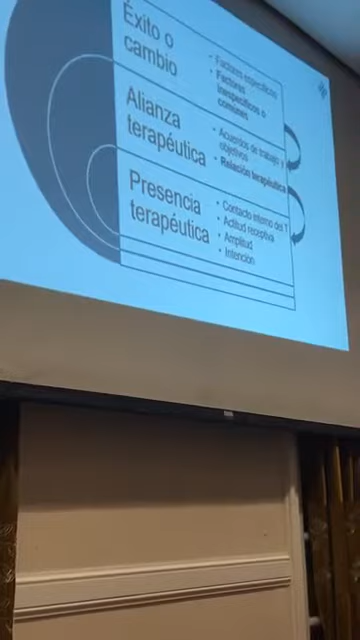 Éxito o
cambio
• Factores específicos
• Factores
inespecíficos o
comunes
Alianza
terapéutica
• Acuerdos de trabajo y
objetivos
• Relación terapéutica
Presencia
terapéutica
• Contacto interno del T
• Actitud receptiva
• Amplitud
• Intención